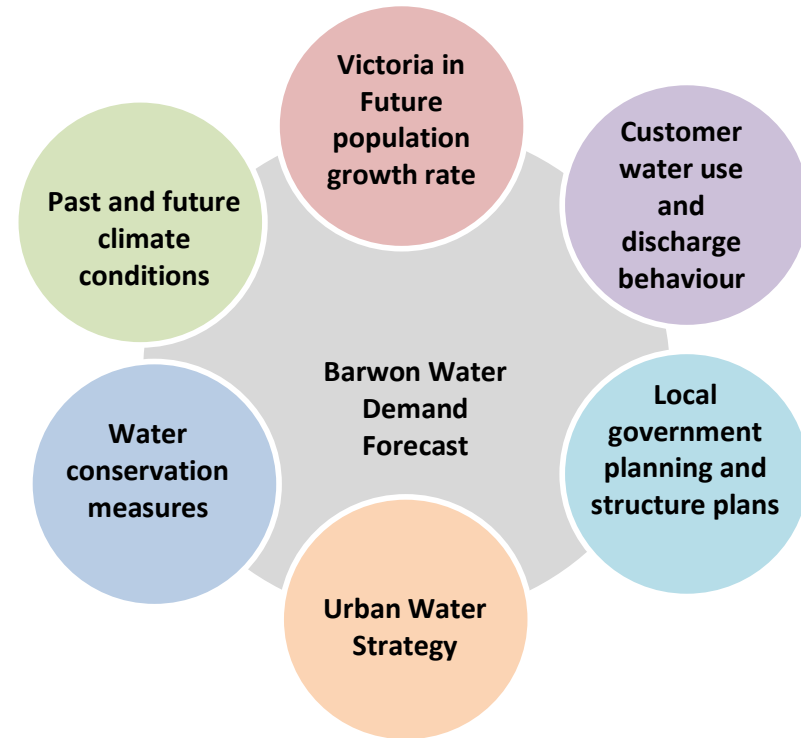 Victoria in
Future
population
growth rate
Customer
water use
and
discharge
behaviour
Past and future
climate
conditions
Barwon Water
Demand
Forecast
Local
government
planning and
structure plans
Water
conservation
measures
Urban Water
Strategy